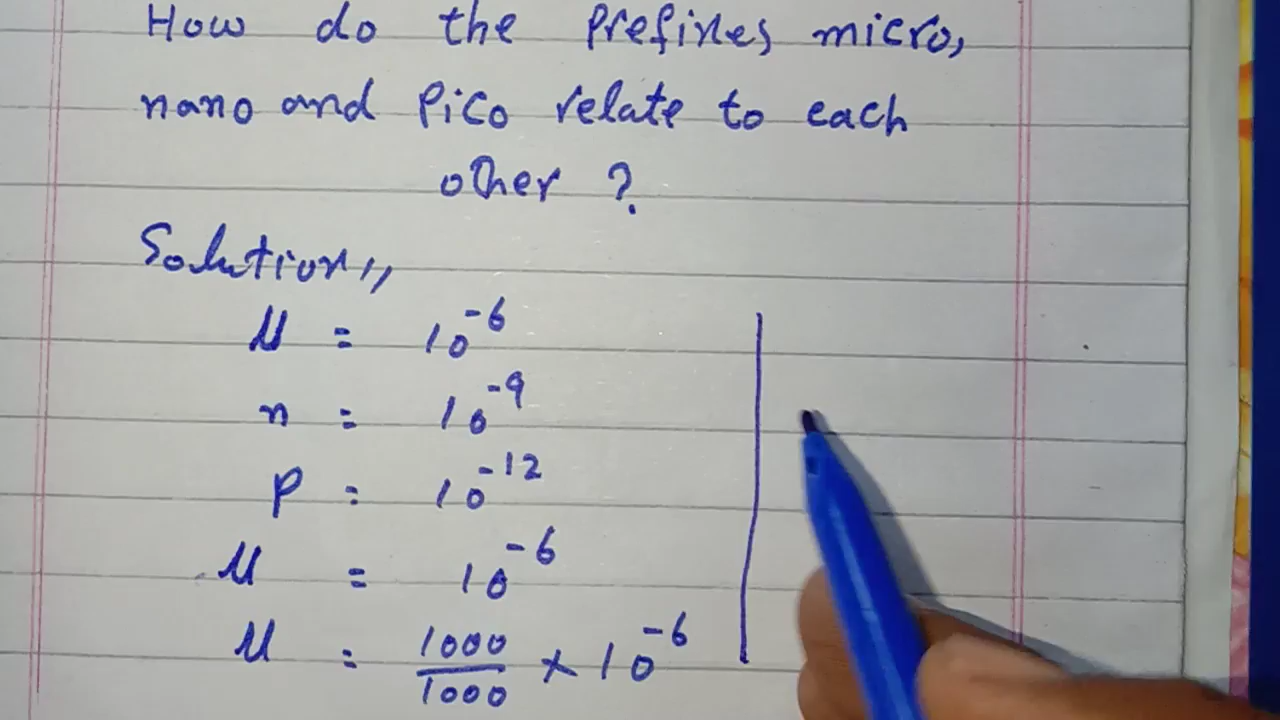 How do the prefixes micro,
nano and pico relate to each
other ?
Solution,,
μ = 10^-6
n = 10^-9
p = 10^-12
μ = 10^-6
μ = 1000/1000 × 10^-6